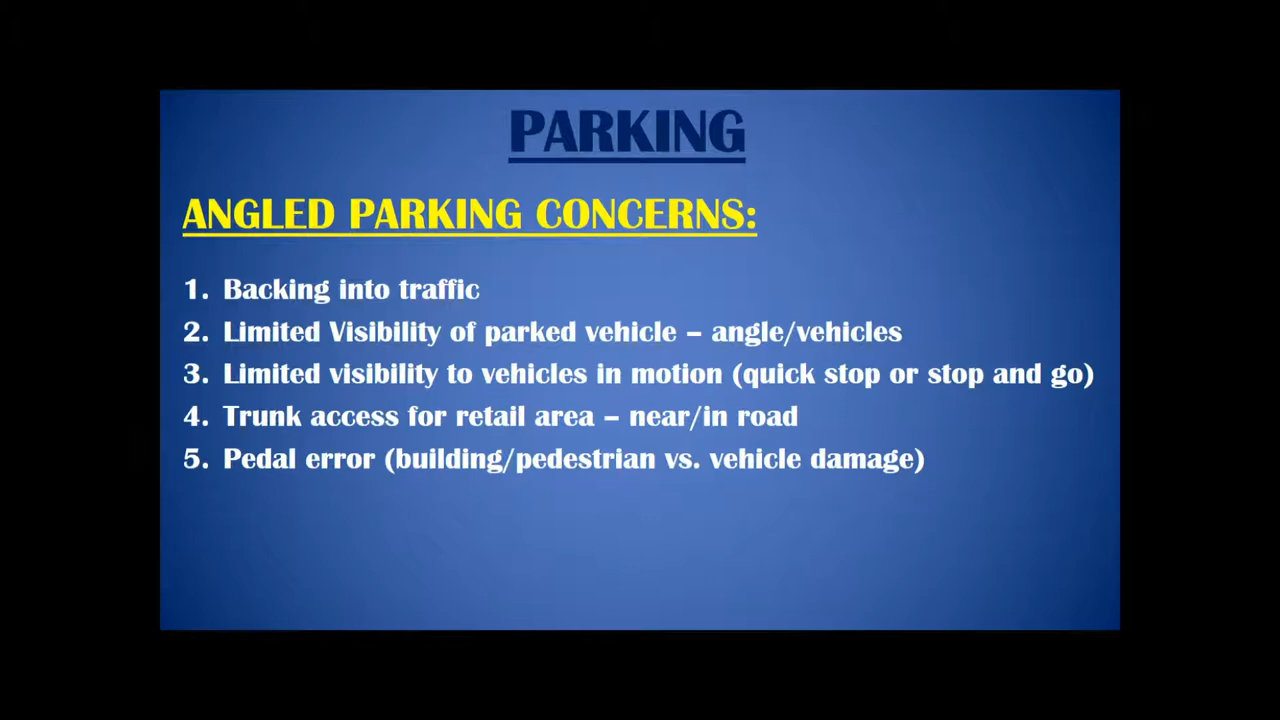 PARKING
ANGLED PARKING CONCERNS:
1. Backing into traffic
2. Limited Visibility of parked vehicle – angle/vehicles
3. Limited visibility to vehicles in motion (quick stop or stop and go)
4. Trunk access for retail area – near/in road
5. Pedal error (building/pedestrian vs. vehicle damage)